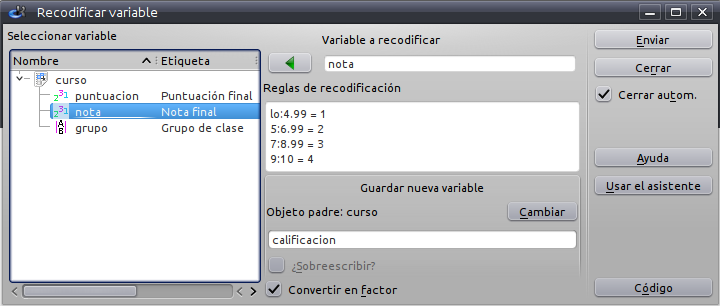 Recodificar variable
Seleccionar variable
Nombre Etiqueta
curso
puntuacion Puntuación final
nota Nota final
grupo Grupo de clase
Variable a recodificar
nota
Reglas de recodificación
lo:4.99 = 1
5:6.99 = 2
7:8.99 = 3
9:10 = 4
Guardar nueva variable
Objeto padre: curso Cambiar
calificacion
¿Sobreescribir?
Convertir en factor
Enviar
Cerrar
Cerrar autom.
Ayuda
Usar el asistente
Código